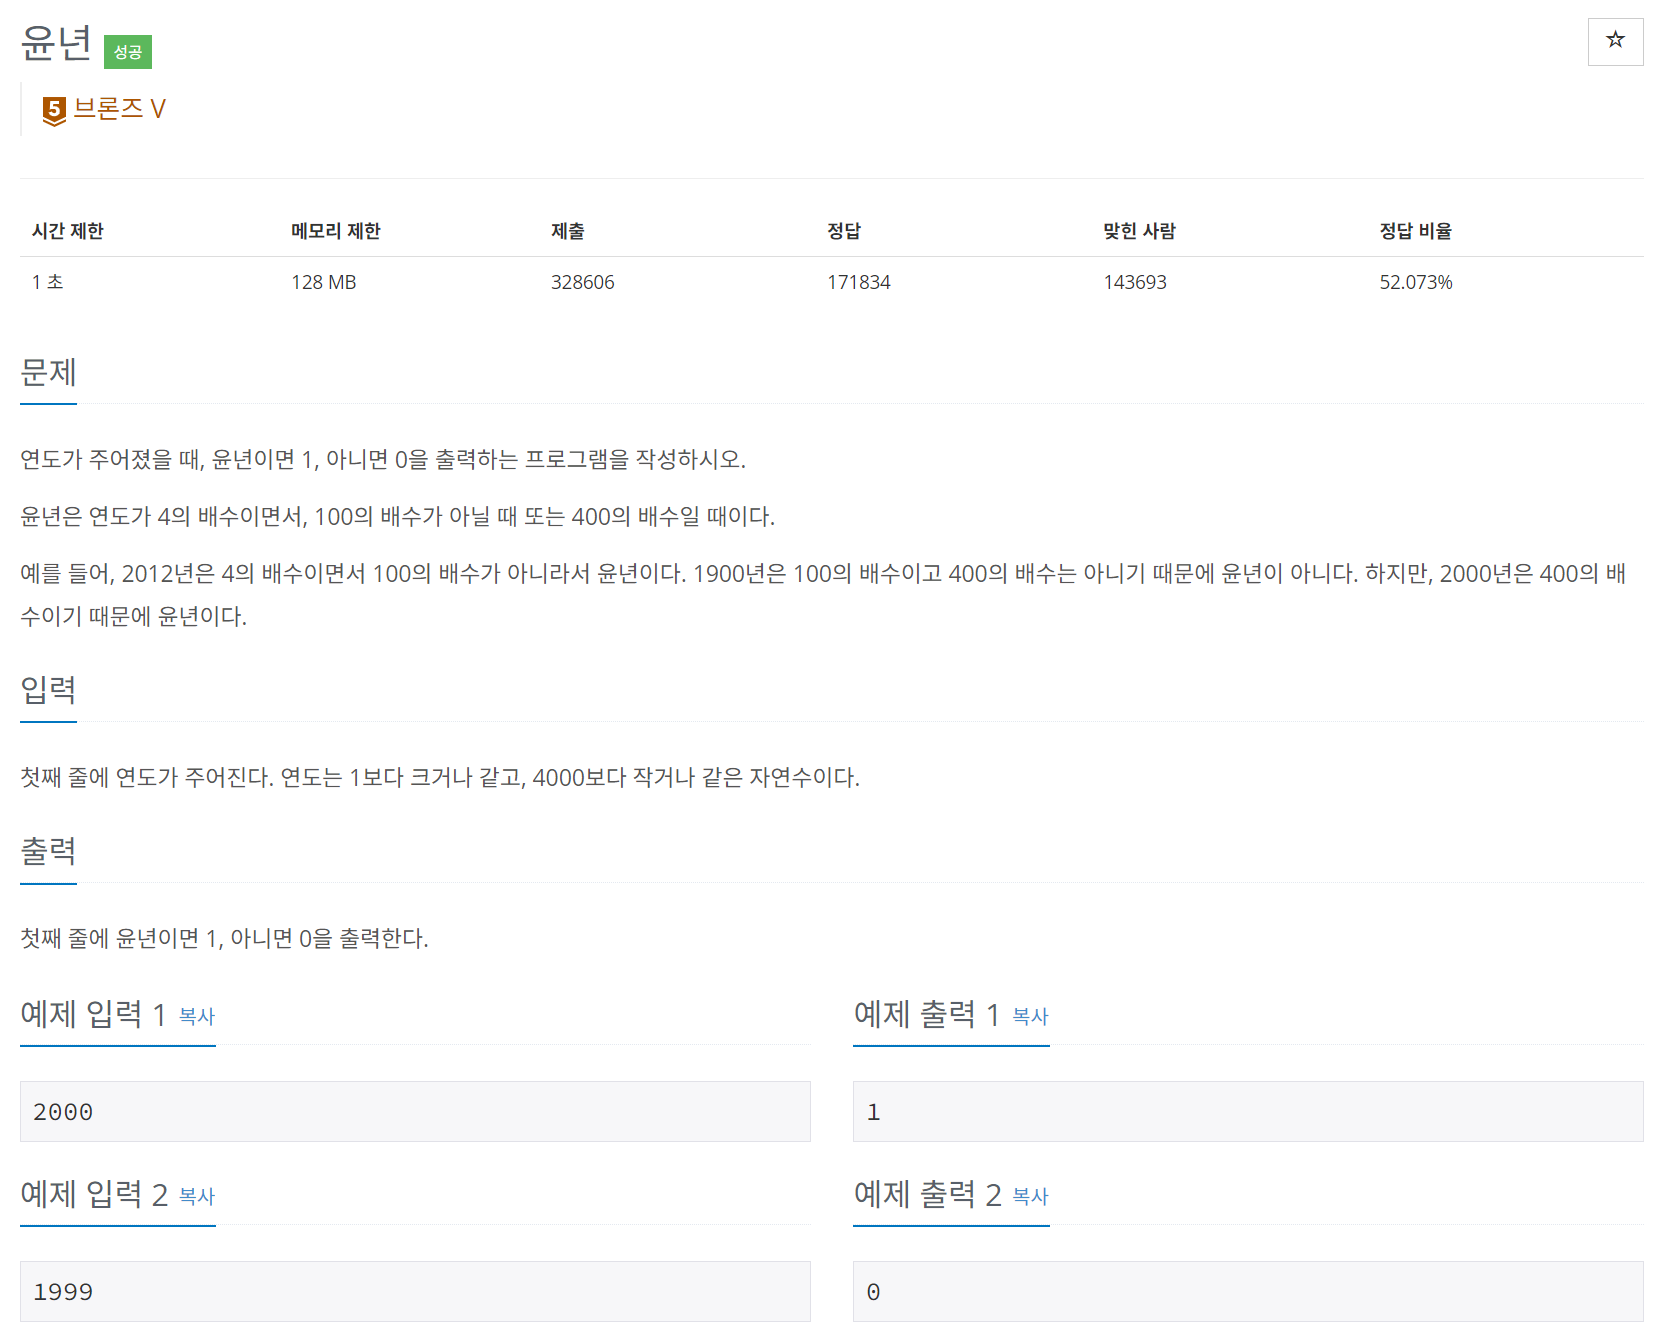 윤년 성공 ☆
5 브론즈 V
시간 제한 메모리 제한 제출 정답 맞힌 사람 정답 비율
1 초 128 MB 328606 171834 143693 52.073%
문제
연도가 주어졌을 때, 윤년이면 1, 아니면 0을 출력하는 프로그램을 작성하시오.
윤년은 연도가 4의 배수이면서, 100의 배수가 아닐 때 또는 400의 배수일 때이다.
예를 들어, 2012년은 4의 배수이면서 100의 배수가 아니라서 윤년이다. 1900년은 100의 배수이고 400의 배수는 아니기 때문에 윤년이 아니다. 하지만, 2000년은 400의 배
수이기 때문에 윤년이다.
입력
첫째 줄에 연도가 주어진다. 연도는 1보다 크거나 같고, 4000보다 작거나 같은 자연수이다.
출력
첫째 줄에 윤년이면 1, 아니면 0을 출력한다.
예제 입력 1 복사 예제 출력 1 복사
2000 1
예제 입력 2 복사 예제 출력 2 복사
1999 0